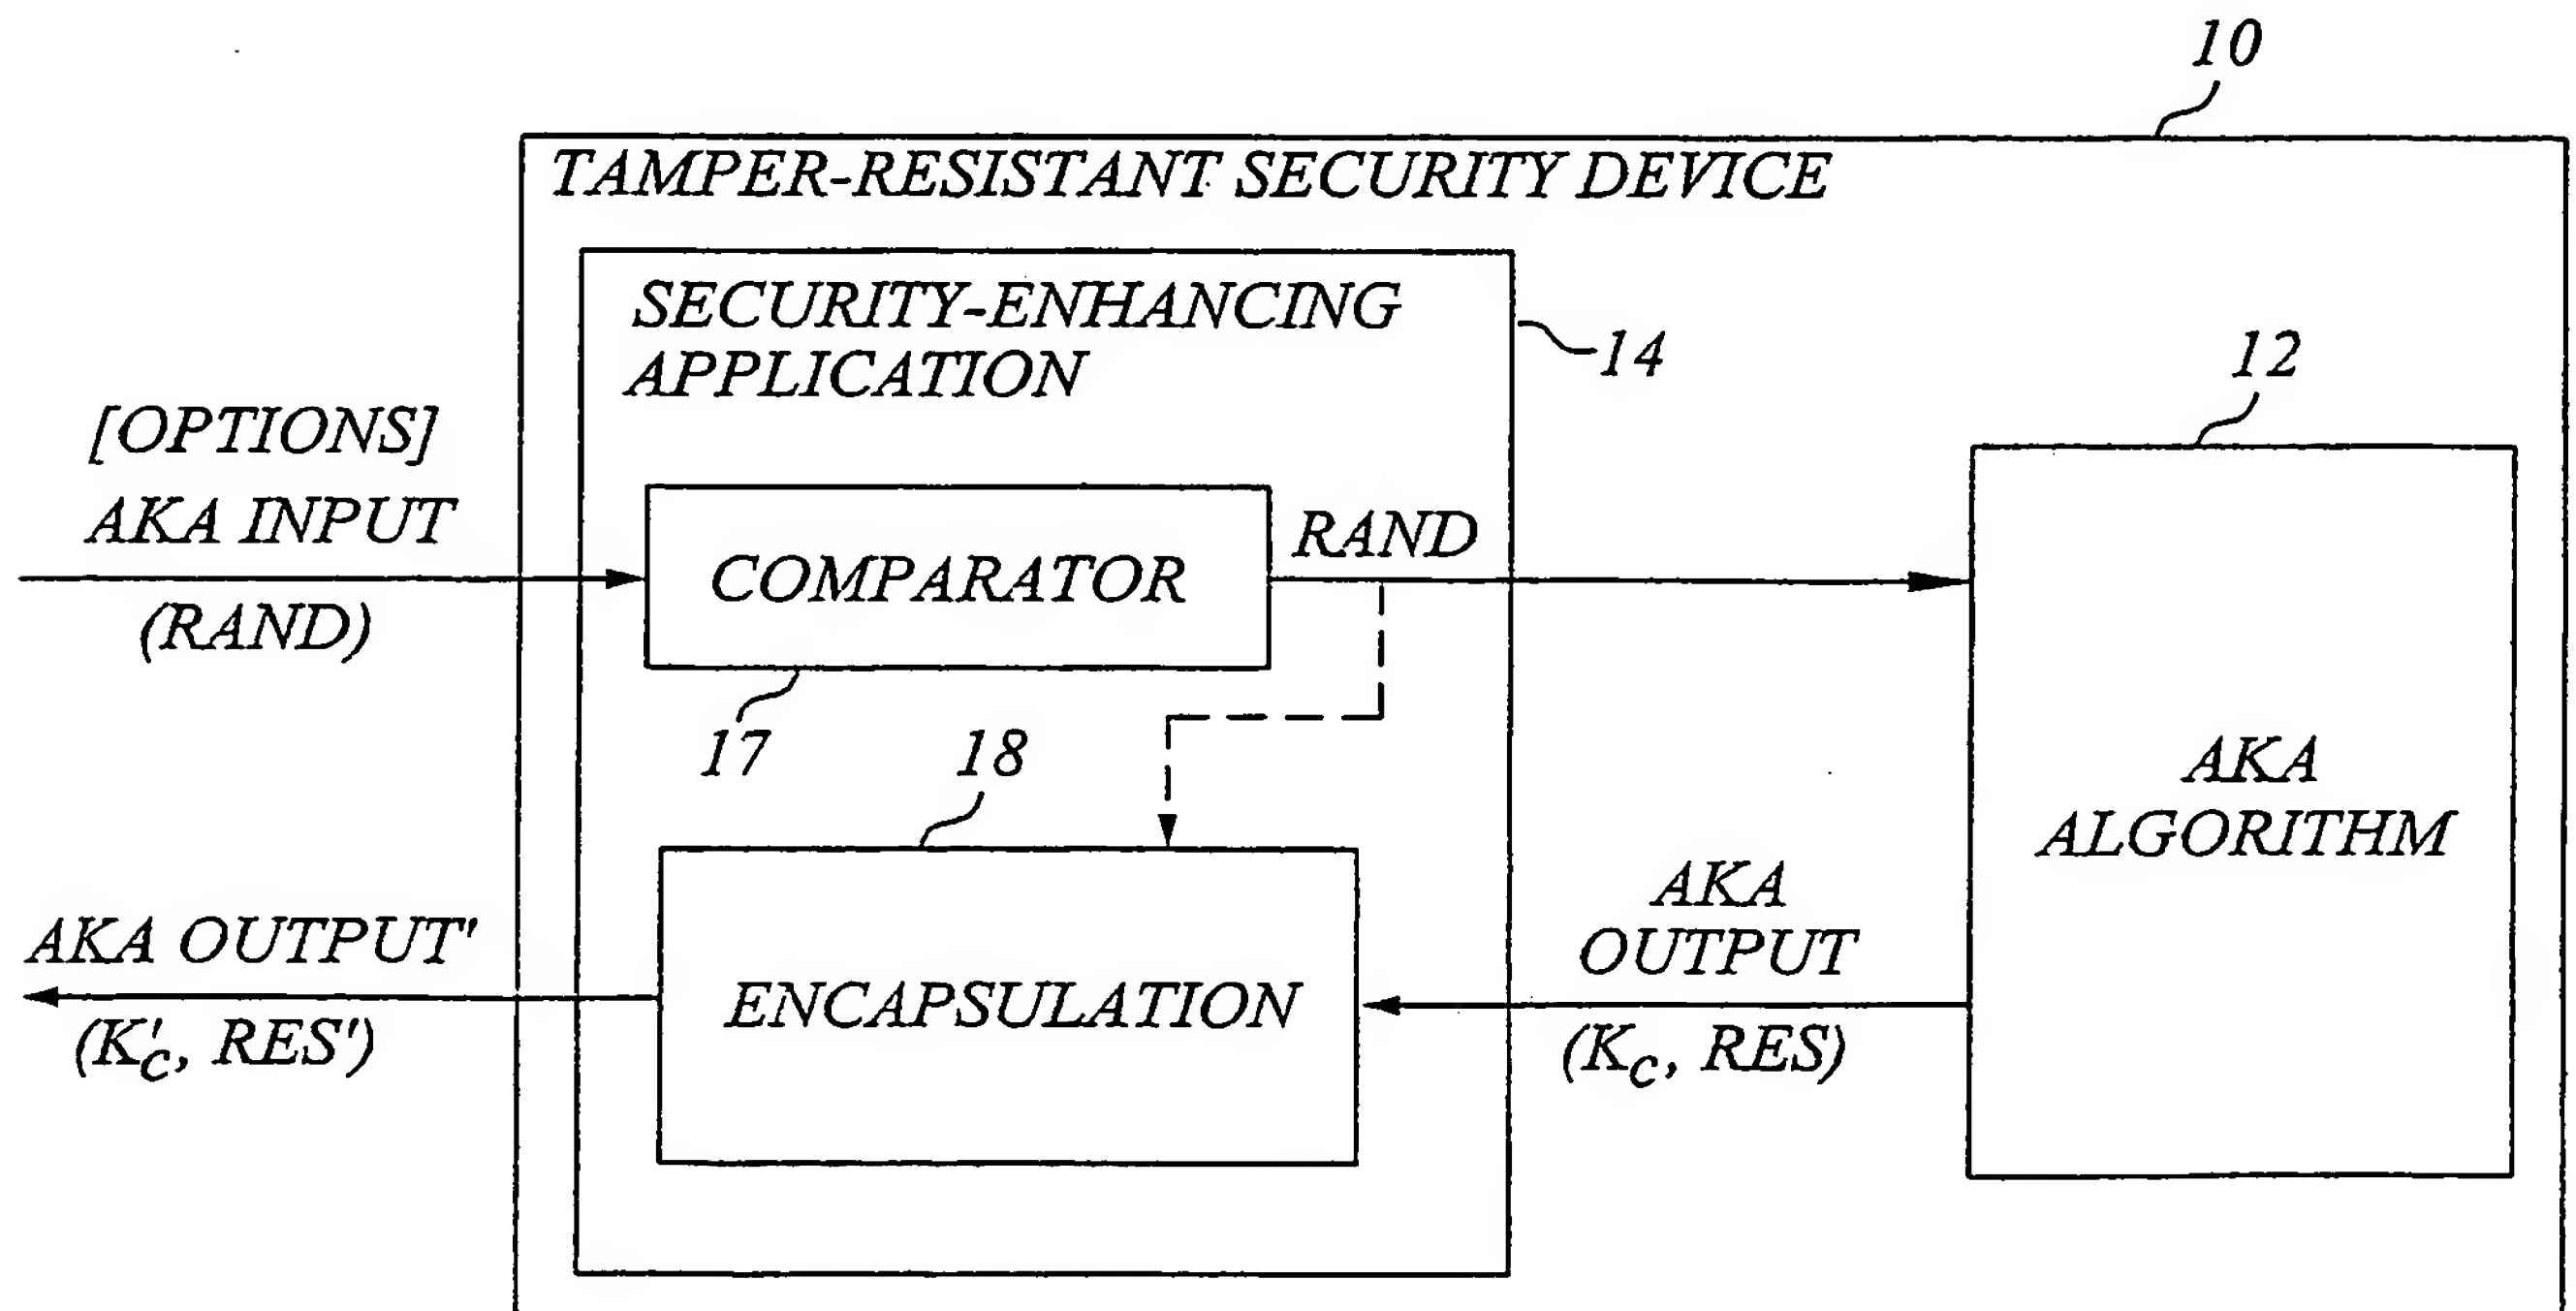 10
TAMPER-RESISTANT SECURITY DEVICE
SECURITY-ENHANCING
APPLICATION
14
12
[OPTIONS]
AKA INPUT
(RAND)
COMPARATOR
RAND
17
18
AKA
ALGORITHM
AKA
OUTPUT
(KC, RES)
ENCAPSULATION
AKA OUTPUT'
(K'C, RES')